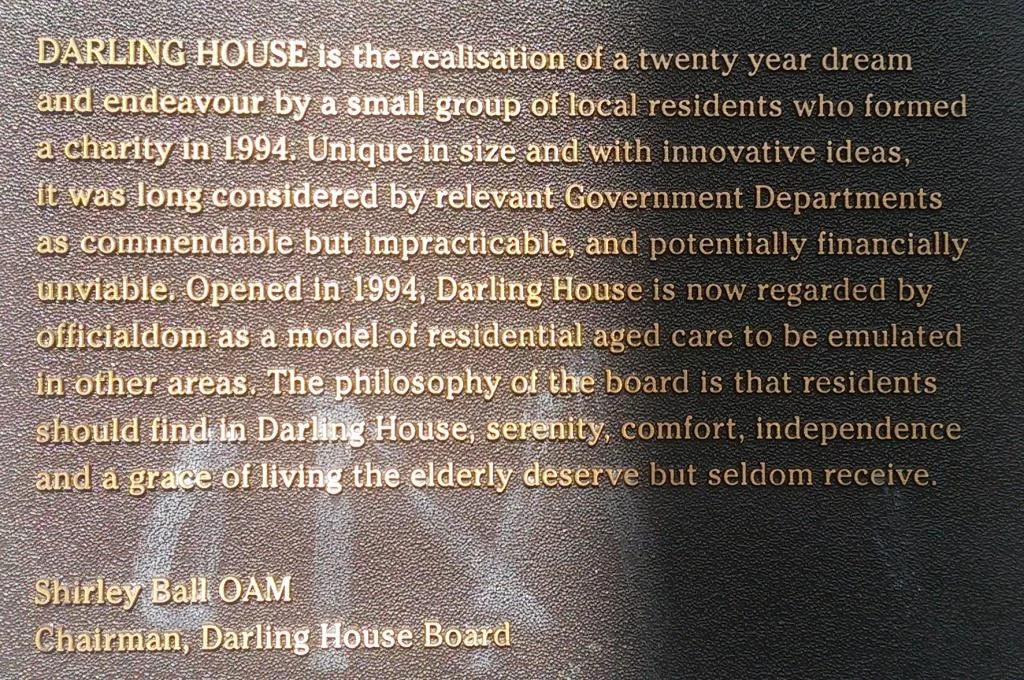 DARLING HOUSE is the realisation of a twenty year dream
and endeavour by a small group of local residents who formed
a charity in 1994. Unique in size and with innovative ideas,
it was long considered by relevant Government Departments
as commendable but impracticable, and potentially financially
unviable. Opened in 1994, Darling House is now regarded by
officialdom as a model of residential aged care to be emulated
in other areas. The philosophy of the board is that residents
should find in Darling House, serenity, comfort, independence
and a grace of living the elderly deserve but seldom receive.
Shirley Ball OAM
Chairman, Darling House Board